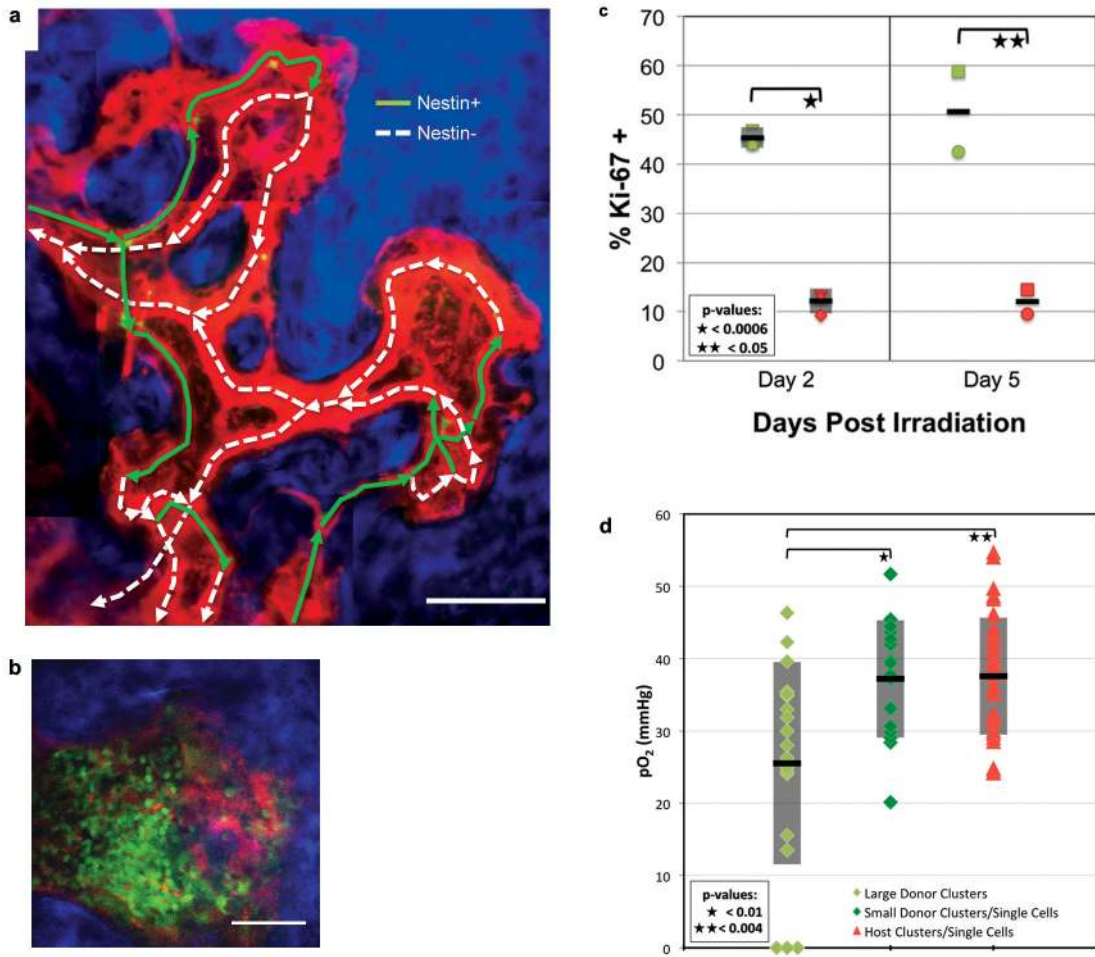 a
Nestin+
Nestin-
b
c
% Ki-67 +
70
60
50
40
30
20
10
0
★
★★
p-values:
★ < 0.0006
★★ < 0.05
Day 2
Day 5
Days Post Irradiation
d
pO₂ (mmHg)
60
50
40
30
20
10
0
★
★★
p-values:
★ < 0.01
★★ < 0.004
Large Donor Clusters
Small Donor Clusters/Single Cells
Host Clusters/Single Cells